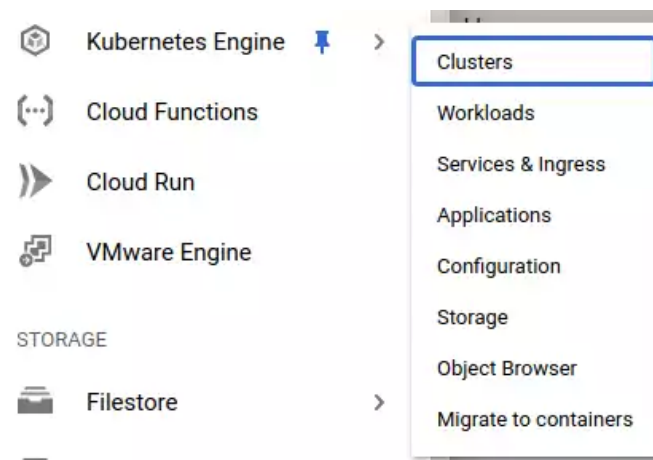 Kubernetes Engine
Cloud Functions
Cloud Run
VMware Engine
STORAGE
Filestore
Clusters
Workloads
Services & Ingress
Applications
Configuration
Storage
Object Browser
Migrate to containers